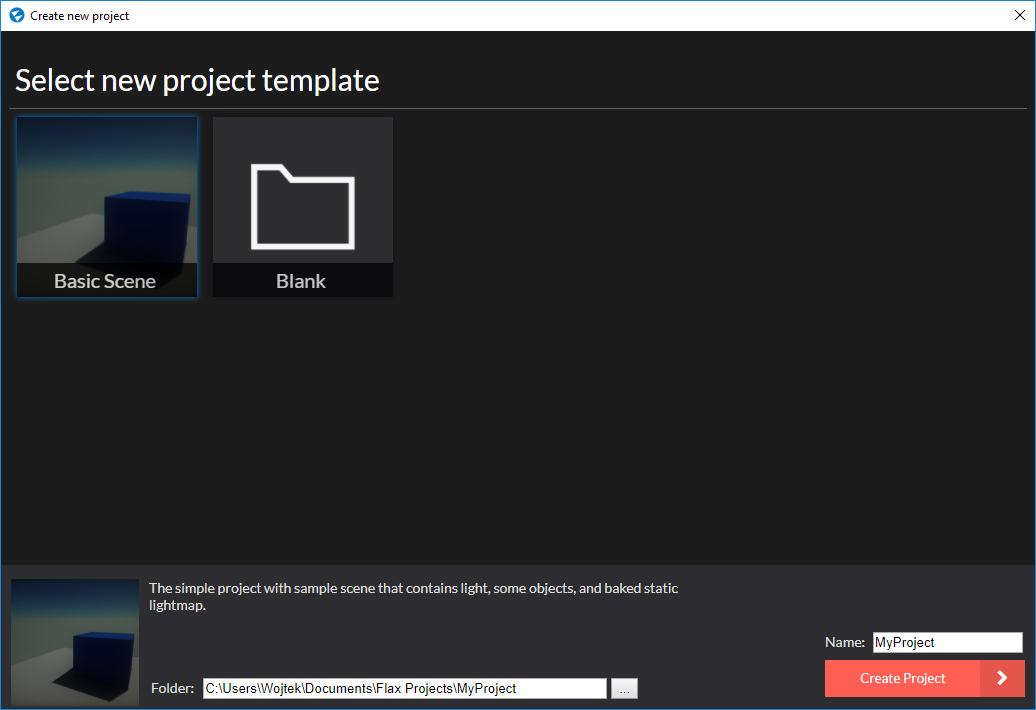 Create new project
Select new project template
Basic Scene
Blank
The simple project with sample scene that contains light, some objects, and baked static
lightmap.
Name: MyProject
Folder: C:\Users\Wojtek\Documents\Flax Projects\MyProject ...
Create Project